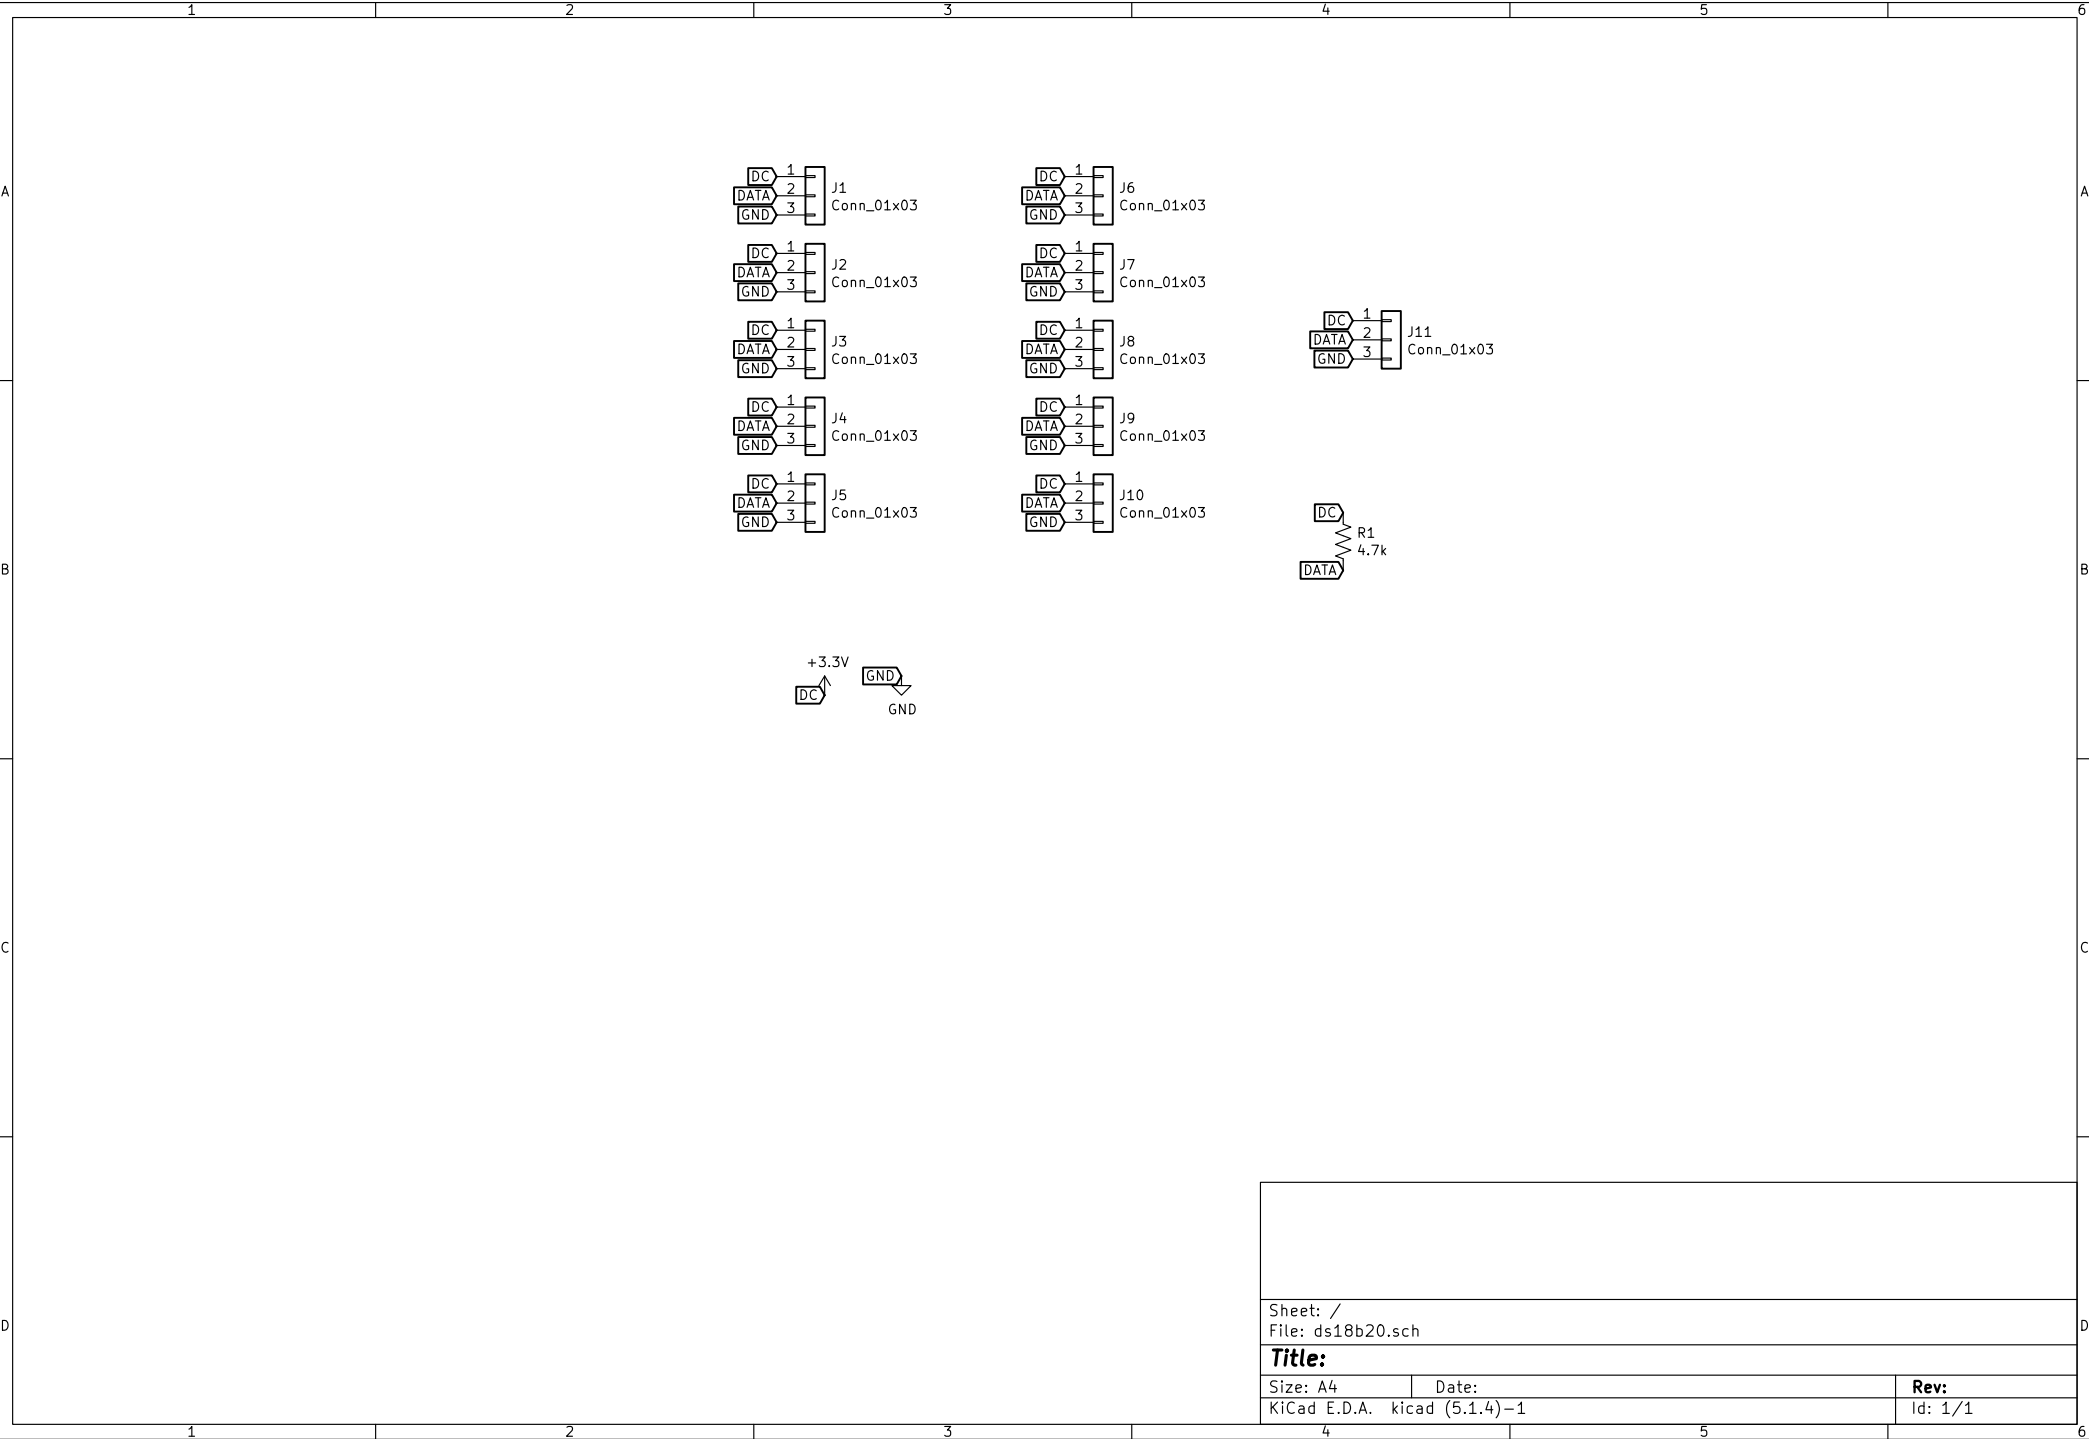 1 2 3 4 5 6
A A
DC 1
DATA 2 J1
GND 3 Conn_01x03
DC 1
DATA 2 J2
GND 3 Conn_01x03
DC 1
DATA 2 J3
GND 3 Conn_01x03
DC 1
DATA 2 J4
GND 3 Conn_01x03
DC 1
DATA 2 J5
GND 3 Conn_01x03
DC 1
DATA 2 J6
GND 3 Conn_01x03
DC 1
DATA 2 J7
GND 3 Conn_01x03
DC 1
DATA 2 J8
GND 3 Conn_01x03
DC 1
DATA 2 J9
GND 3 Conn_01x03
DC 1
DATA 2 J10
GND 3 Conn_01x03
DC 1
DATA 2 J11
GND 3 Conn_01x03
DC
R1
4.7k
DATA
B B
+3.3V
DC
GND
GND
C C
D D
Sheet: /
File: ds18b20.sch
Title:
Size: A4 Date: Rev:
KiCad E.D.A. kicad (5.1.4)-1 Id: 1/1
1 2 3 4 5 6